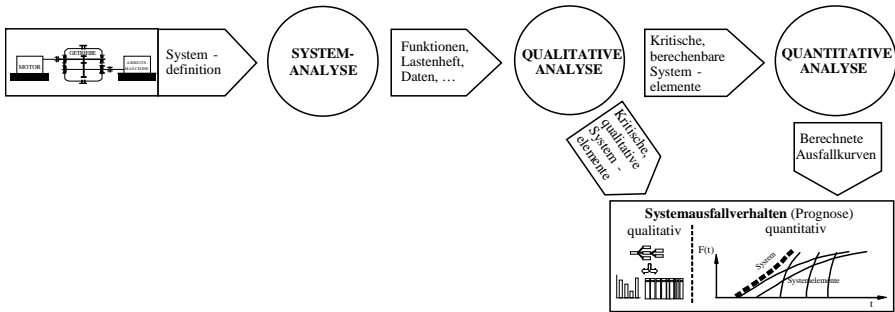 GETRIEBE
MOTOR
ARBEITS
MASCHINE
System -
definition
SYSTEM-
ANALYSE
Funktionen,
Lastenheft,
Daten, …
QUALITATIVE
ANALYSE
Kritische,
berechenbare
System -
elemente
QUANTITATIVE
ANALYSE
Kritische,
qualitative
System -
elemente
Berechnete
Ausfallkurven
Systemausfallverhalten (Prognose)
qualitativ
quantitativ
F(t)
System
Systemelemente
t